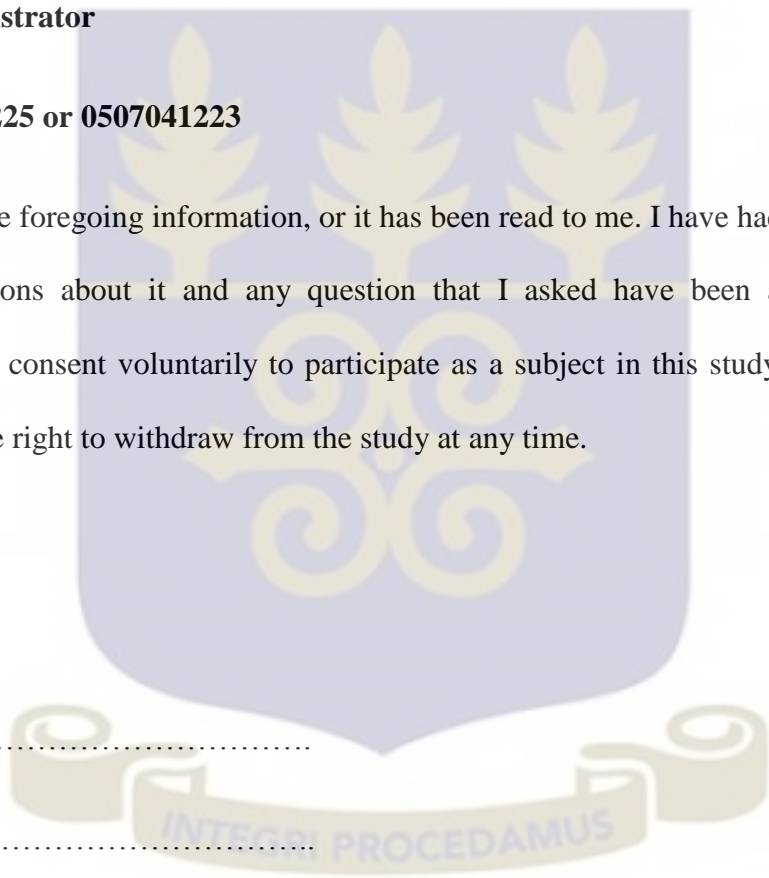 strator
225 or 0507041223
e foregoing information, or it has been read to me. I have had
ons about it and any question that I asked have been a
consent voluntarily to participate as a subject in this study
e right to withdraw from the study at any time.
………………………….
………………………….
INTEGRI PROCEDAMUS